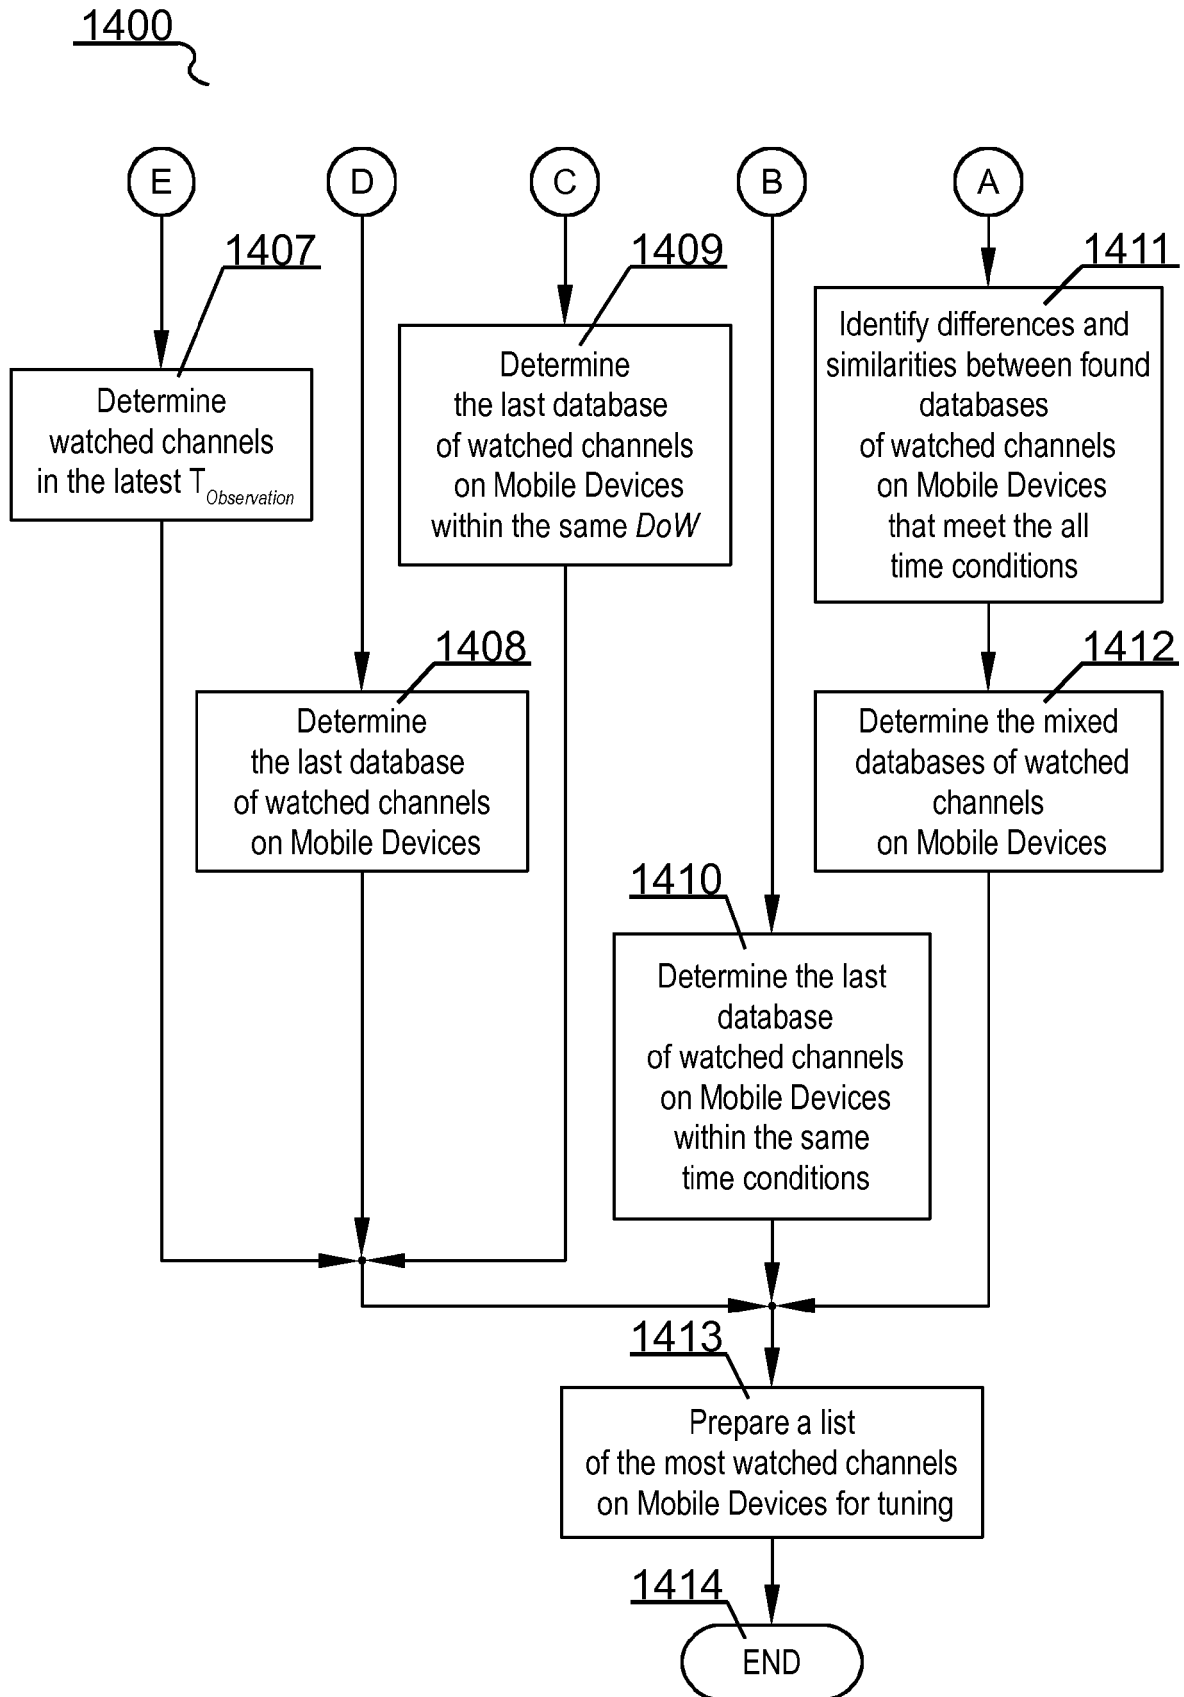 1400
E
D
C
B
A
1407
Determine
watched channels
in the latest T Observation
1409
Determine
the last database
of watched channels
on Mobile Devices
within the same DoW
1411
Identify differences and
similarities between found
databases
of watched channels
on Mobile Devices
that meet the all
time conditions
1408
Determine
the last database
of watched channels
on Mobile Devices
1412
Determine the mixed
databases of watched
channels
on Mobile Devices
1410
Determine the last
database
of watched channels
on Mobile Devices
within the same
time conditions
1413
Prepare a list
of the most watched channels
on Mobile Devices for tuning
1414
END